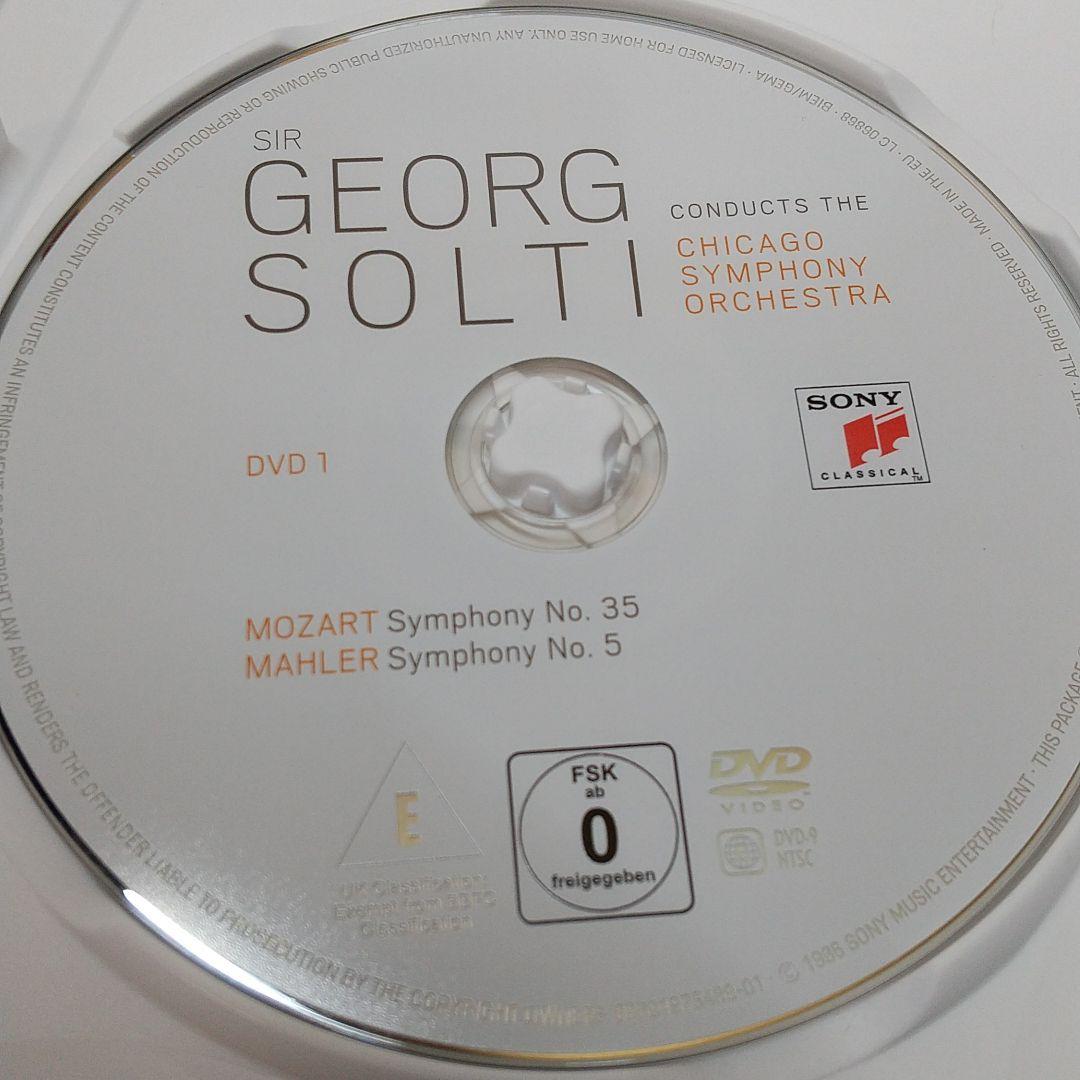 SIR
GEORG
SOLTI
CONDUCTS THE
CHICAGO
SYMPHONY
ORCHESTRA
DVD 1
SONY
CLASSICAL TM
MOZART Symphony No. 35
MAHLER Symphony No. 5
E
UK Classification:
Exempt from
Classification
FSK
ab
0
freigegeben
DVD
VIDEO
DVD-9
NTSC
© 1986 SONY MUSIC ENTERTAINMENT · THIS PACKAGE
· ALL RIGHTS RESERVED · MADE IN THE EU · LC 06868 · BIEM/GEMA · LICENSED FOR HOME USE ONLY. ANY UNAUTHORIZED PUBLIC SHOWING OR REPRODUCTION OF THE CONTENT CONSTITUTES AN INFRINGEMENT OF COPYRIGHT LAW AND RENDERS THE OFFENDER LIABLE TO PROSECUTION BY THE COPYRIGHT OWNER.